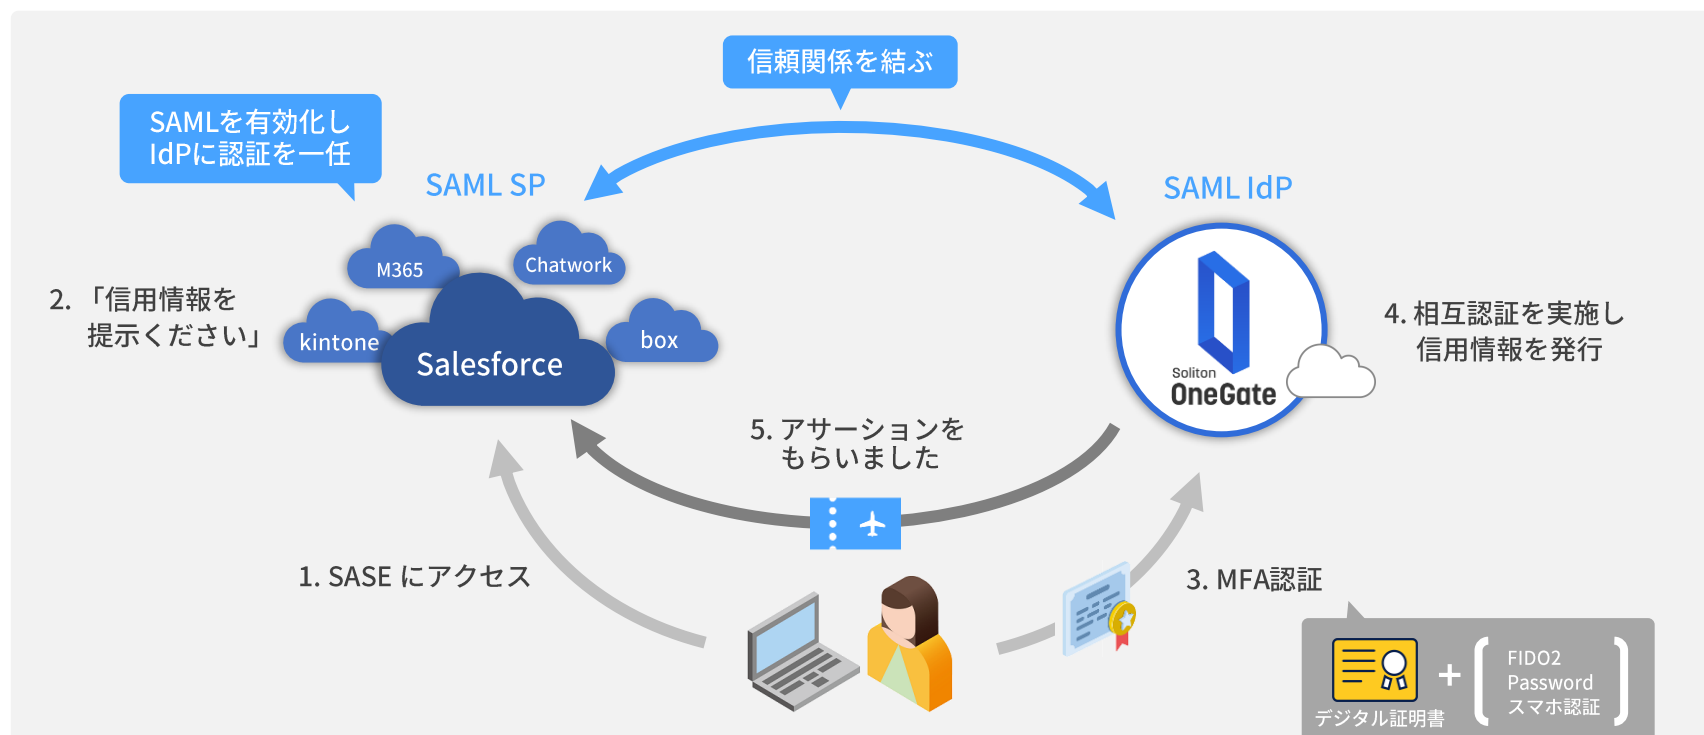 信頼関係を結ぶ
SAMLを有効化し
IdPに認証を一任
SAML SP
SAML IdP
M365
Chatwork
kintone
Salesforce
box
2. 「信用情報を
提示ください」
Soliton
OneGate
4. 相互認証を実施し
信用情報を発行
5. アサーションを
もらいました
1. SASE にアクセス
3. MFA認証
デジタル証明書
+
FIDO2
Password
スマホ認証